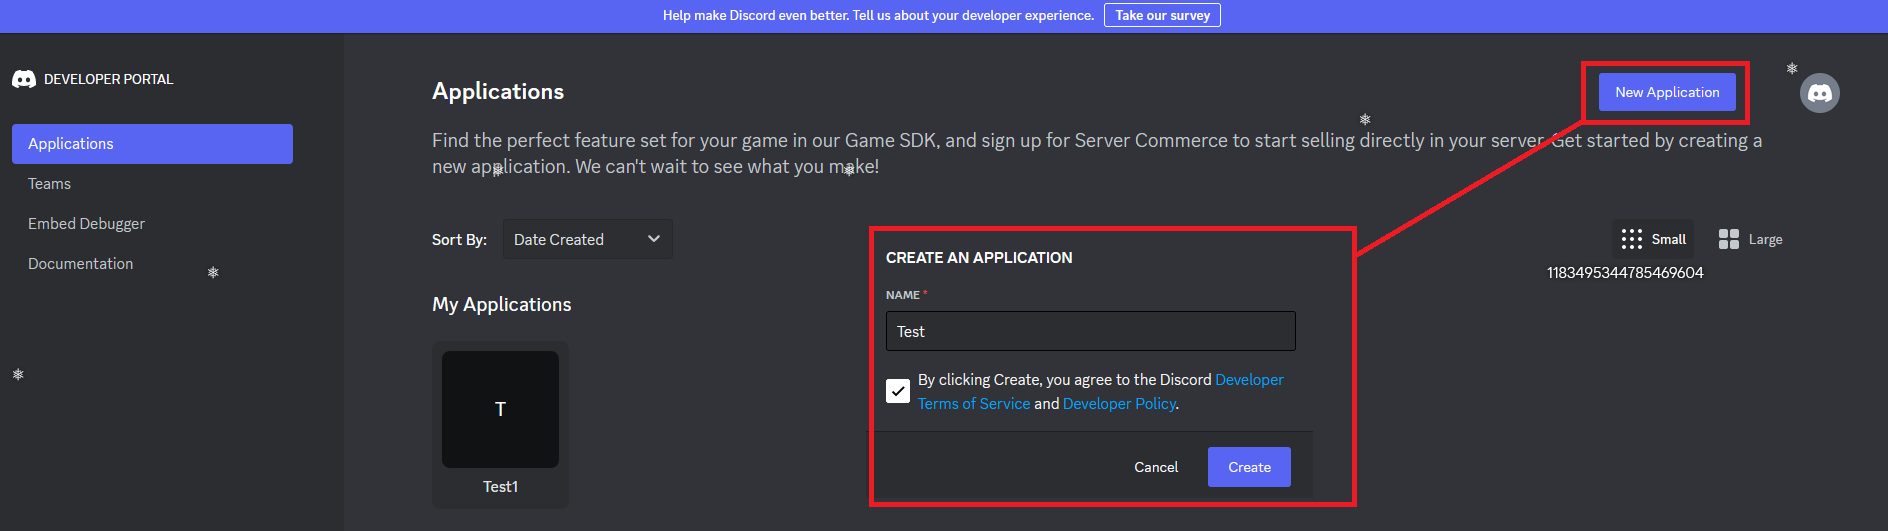 Help make Discord even better. Tell us about your developer experience. Take our survey
DEVELOPER PORTAL
Applications
Teams
Embed Debugger
Documentation
Applications
New Application
Find the perfect feature set for your game in our Game SDK, and sign up for Server Commerce to start selling directly in your server. Get started by creating a
new application. We can't wait to see what you make!
Sort By: Date Created
Small Large
1183495344785469604
My Applications
T
Test1
CREATE AN APPLICATION
NAME *
Test
By clicking Create, you agree to the Discord Developer
Terms of Service and Developer Policy.
Cancel Create